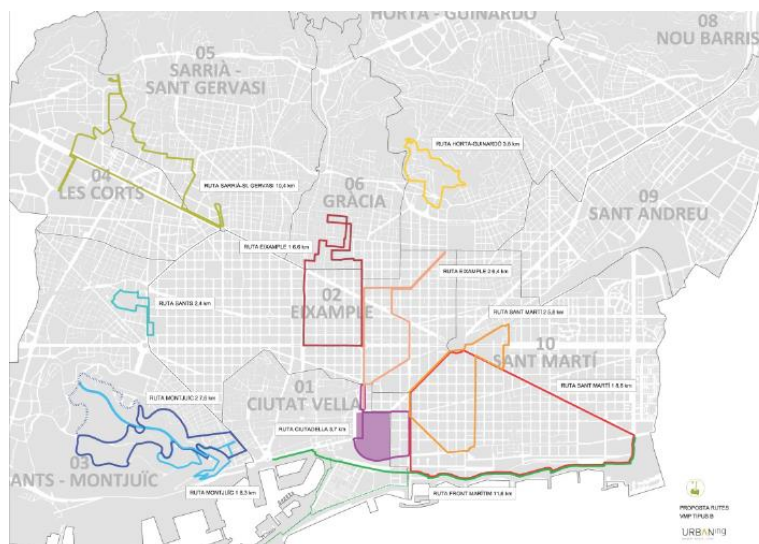 HORTA - GUINARDÓ
08
NOU BARRIS
05
SARRIÀ -
SANT GERVASI
RUTA HORTA-GUINARDÓ 3,6 km
04
LES CORTS
RUTA SARRIÀ-St. GERVASI 10,4 km
06
GRÀCIA
09
SANT ANDREU
RUTA EIXAMPLE 1 6,6 km
RUTA EIXAMPLE 2 6,4 km
02
EIXAMPLE
RUTA SANTS 2,4 km
RUTA SANT MARTÍ 2 5,8 km
10
SANT MARTÍ
01
CIUTAT VELLA
RUTA SANT MARTÍ 1 8,6 km
RUTA MONTJUÏC 2 7,0 km
RUTA CIUTADELLA 3,7 km
03
ANTS - MONTJUÏC
RUTA MONTJUÏC 1 5,3 km
RUTA FRONT MARÍTIM 11,6 km
PROPOSTA RUTES
VMP TIPUS B
URBANing